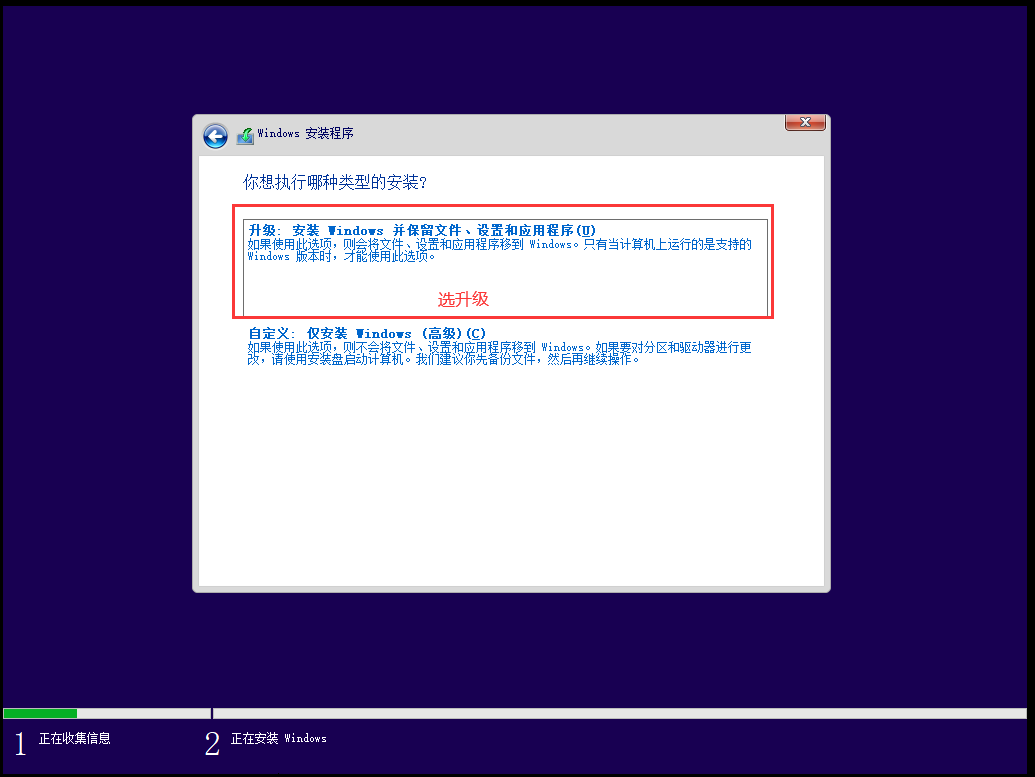 Windows 安装程序
你想执行哪种类型的安装?
升级: 安装 Windows 并保留文件、设置和应用程序(U)
如果使用此选项，则会将文件、设置和应用程序移到 Windows。只有当计算机上运行的是支持的
Windows 版本时，才能使用此选项。
选升级
自定义: 仅安装 Windows (高级)(C)
如果使用此选项，则不会将文件、设置和应用程序移到 Windows。如果要对分区和驱动器进行更
改，请使用安装盘启动计算机。我们建议你先备份文件，然后再继续操作。
1 正在收集信息
2 正在安装 Windows